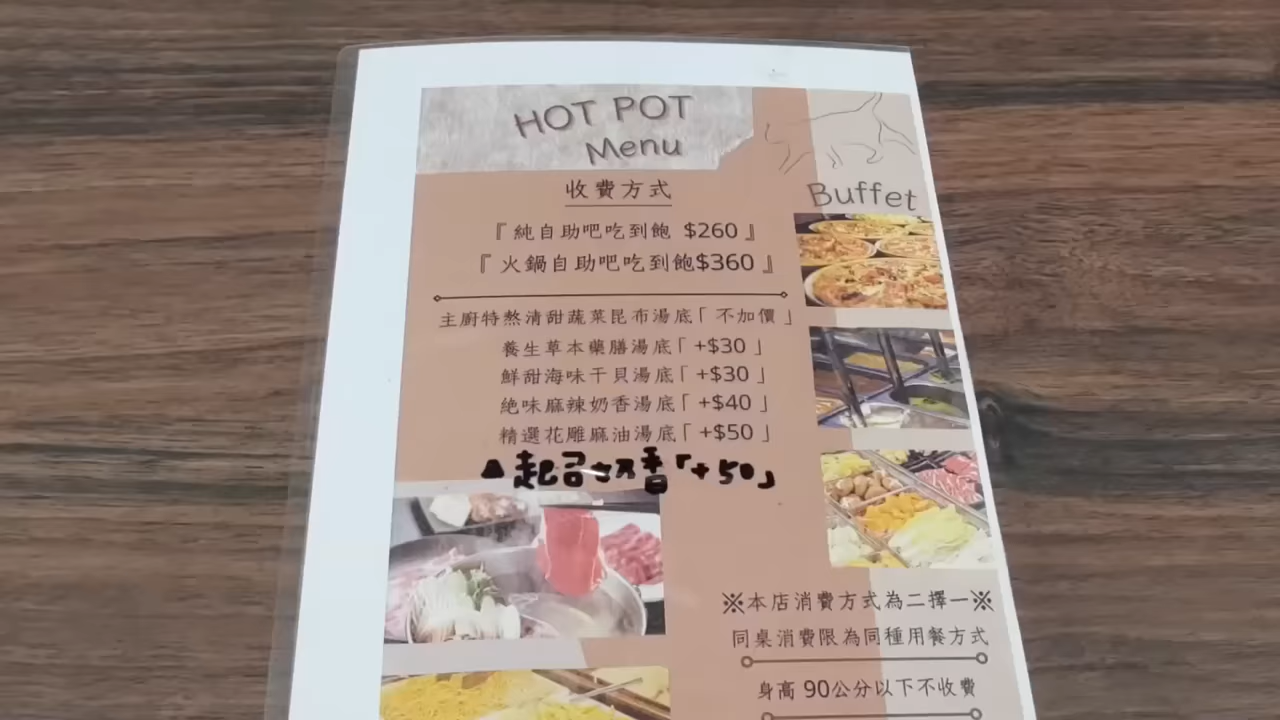 HOT POT
Menu
收費方式
『純自助吧吃到飽 $260』
『火鍋自助吧吃到飽$360』
主廚特熬清甜蔬菜昆布湯底「不加價」
養生草本藥膳湯底「+$30」
鮮甜海味干貝湯底「+$30」
絶味麻辣奶香湯底「+$40」
精選花雕麻油湯底「+$50」
▲起司奶香「+50」
Buffet
※本店消費方式為二擇一※
同桌消費限為同種用餐方式
身高 90公分以下不收費